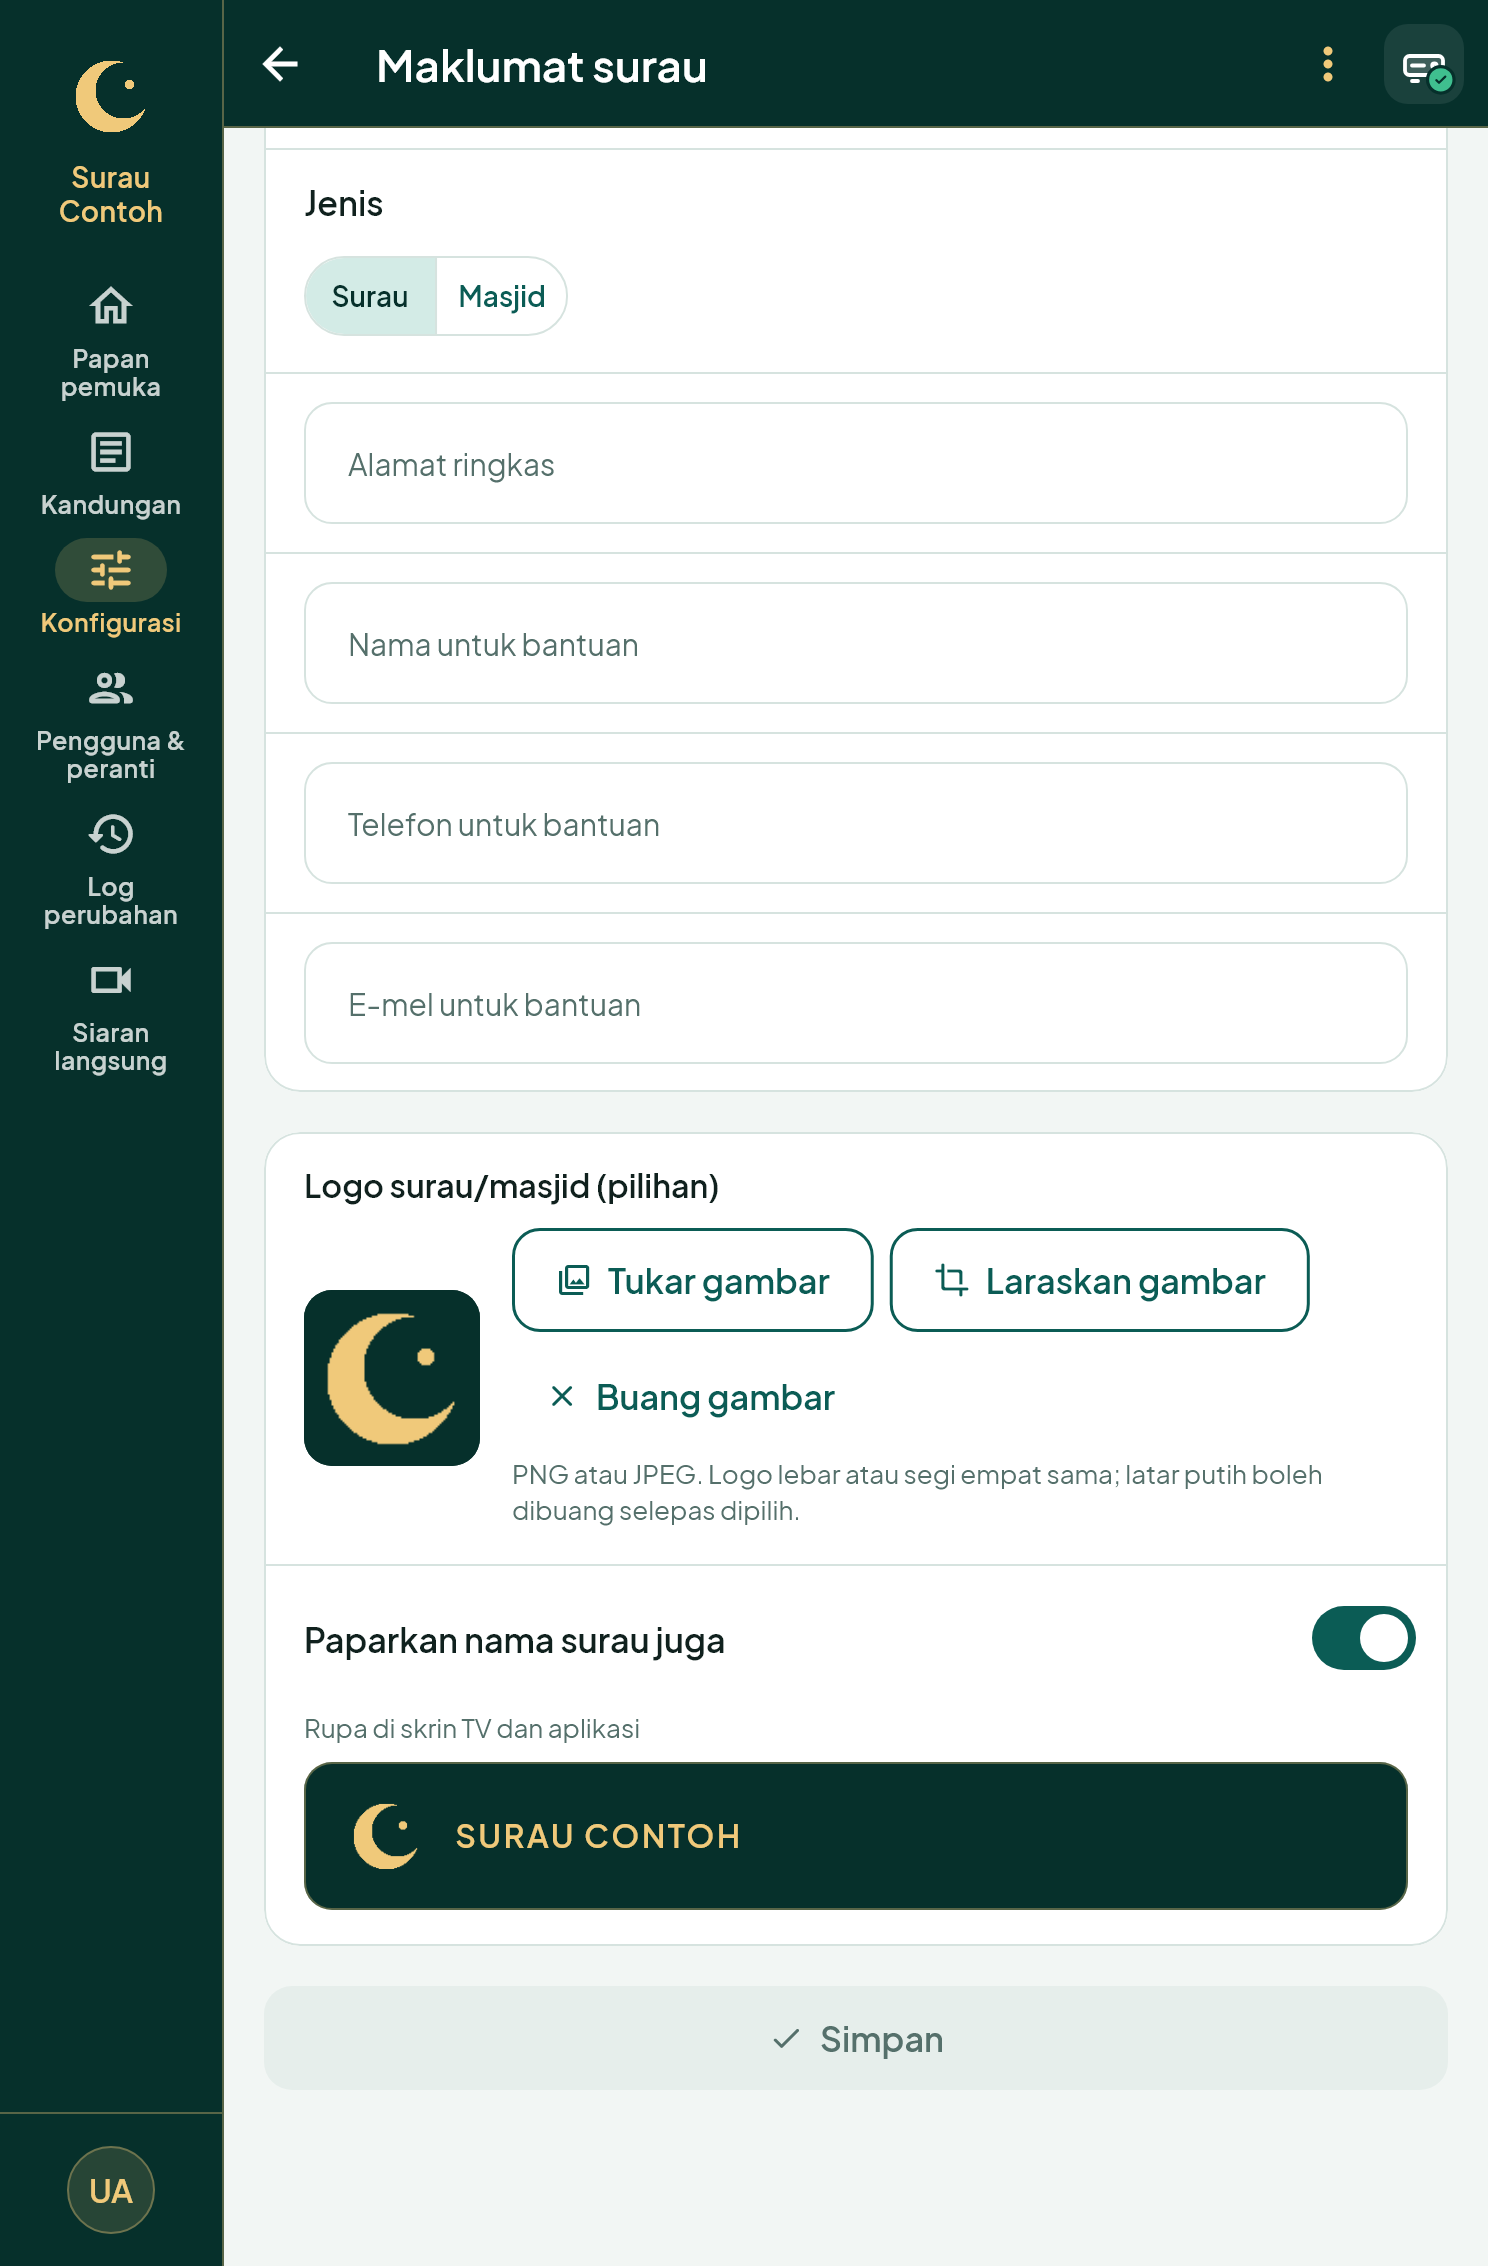 Maklumat surau
Surau
Contoh
Papan
pemuka
Kandungan
Konfigurasi
Pengguna &
peranti
Log
perubahan
Siaran
langsung
UA
Jenis
Surau
Masjid
Alamat ringkas
Nama untuk bantuan
Telefon untuk bantuan
E-mel untuk bantuan
Logo surau/masjid (pilihan)
Tukar gambar
Laraskan gambar
Buang gambar
PNG atau JPEG. Logo lebar atau segi empat sama; latar putih boleh
dibuang selepas dipilih.
Paparkan nama surau juga
Rupa di skrin TV dan aplikasi
SURAU CONTOH
Simpan